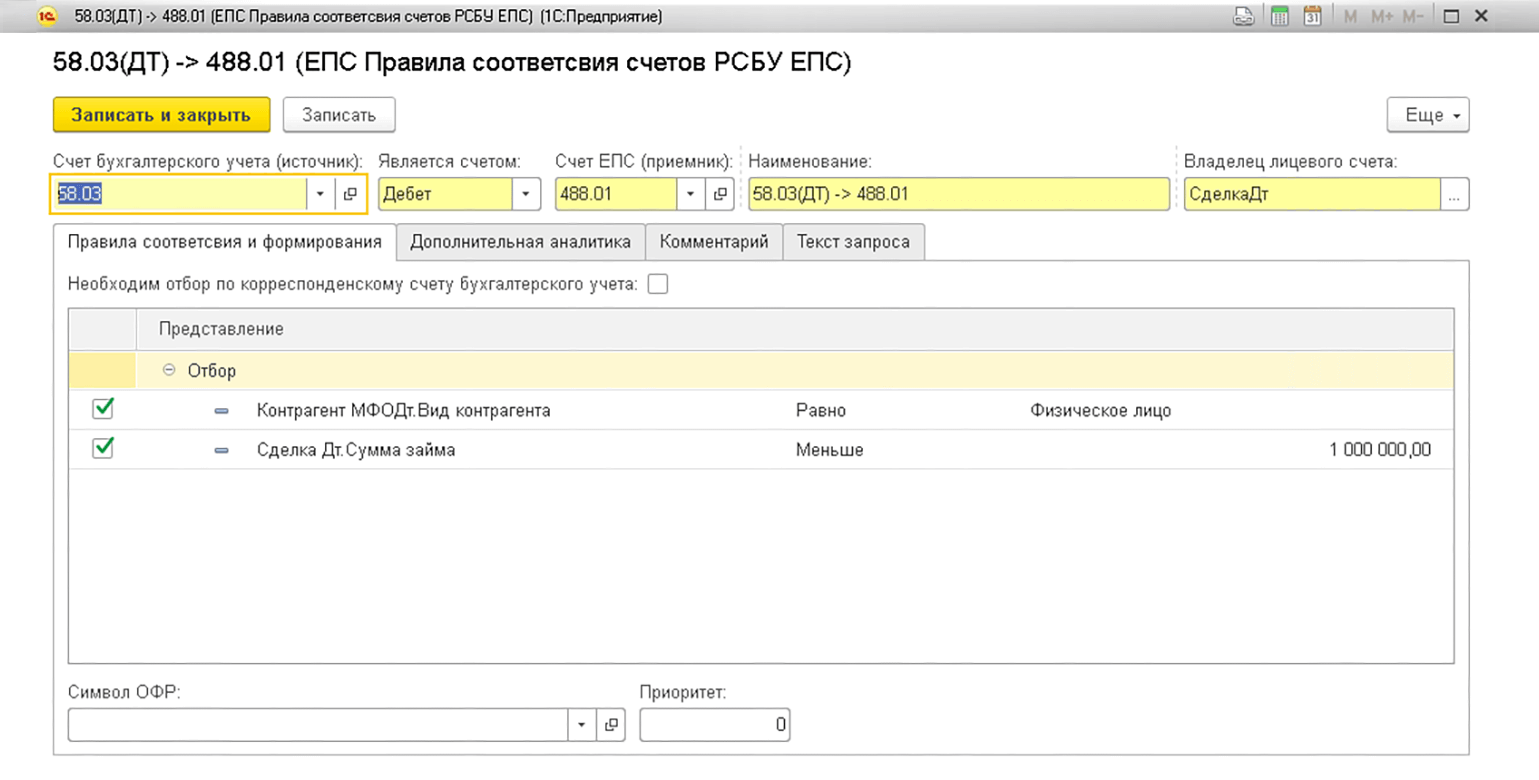 58.03(ДТ) -> 488.01 (ЕПС Правила соответсвия счетов РСБУ ЕПС) (1С:Предприятие) 31 M M+ M-
58.03(ДТ) -> 488.01 (ЕПС Правила соответсвия счетов РСБУ ЕПС)
Записать и закрыть Записать Еще
Счет бухгалтерского учета (источник): Является счетом: Счет ЕПС (приемник): Наименование: Владелец лицевого счета:
58.03 Дебет 488.01 58.03(ДТ) -> 488.01 СделкаДт ...
Правила соответсвия и формирования Дополнительная аналитика Комментарий Текст запроса
Необходим отбор по корреспонденскому счету бухгалтерского учета:
Представление
Отбор
Контрагент МФОДт.Вид контрагента Равно Физическое лицо
Сделка Дт.Сумма займа Меньше 1 000 000,00
Символ ОФР: Приоритет:
0